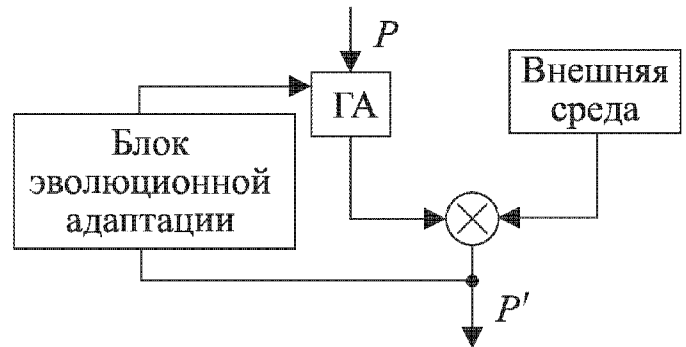 P
ГА
Внешняя
среда
Блок
эволюционной
адаптации
P'